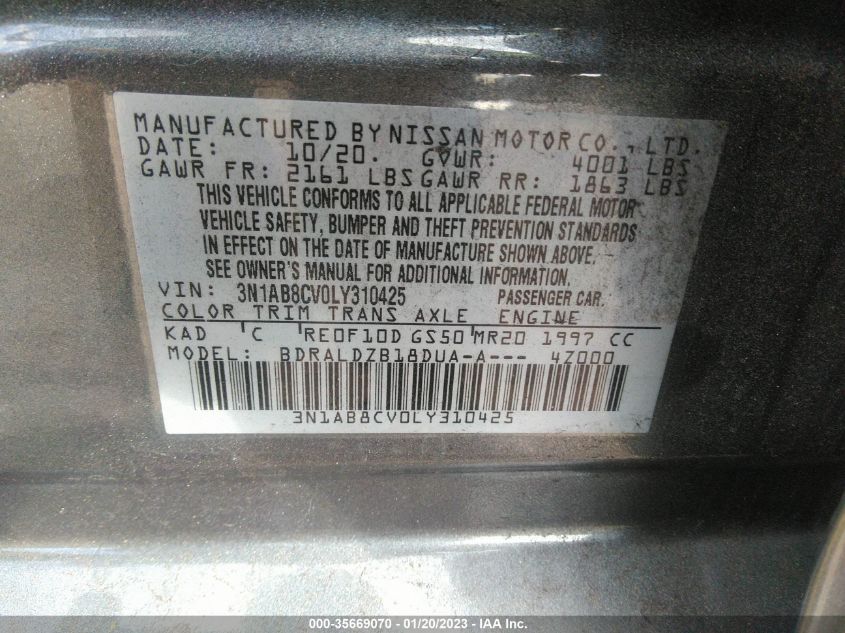 MANUFACTURED BY NISSAN MOTOR CO., LTD.
DATE: 10/20. GVWR: 4001 LBS
GAWR FR: 2161 LBS GAWR RR: 1863 LBS
THIS VEHICLE CONFORMS TO ALL APPLICABLE FEDERAL MOTOR
VEHICLE SAFETY, BUMPER AND THEFT PREVENTION STANDARDS
IN EFFECT ON THE DATE OF MANUFACTURE SHOWN ABOVE.
SEE OWNER'S MANUAL FOR ADDITIONAL INFORMATION.
VIN: 3N1AB8CV0LY310425 PASSENGER CAR.
COLOR TRIM TRANS AXLE ENGINE
KAD C RE0F10D GS50 MR20 1997 CC
MODEL: BDRALDZB18DUA-A--- 4Z000
3N1AB8CV0LY310425
000-35669070 / 01/20/2023 - IAA Inc.